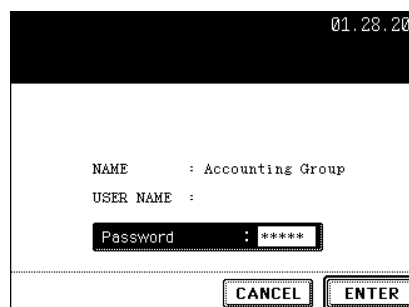 01.28.20
NAME : Accounting Group
USER NAME :
Password : *****
CANCEL ENTER